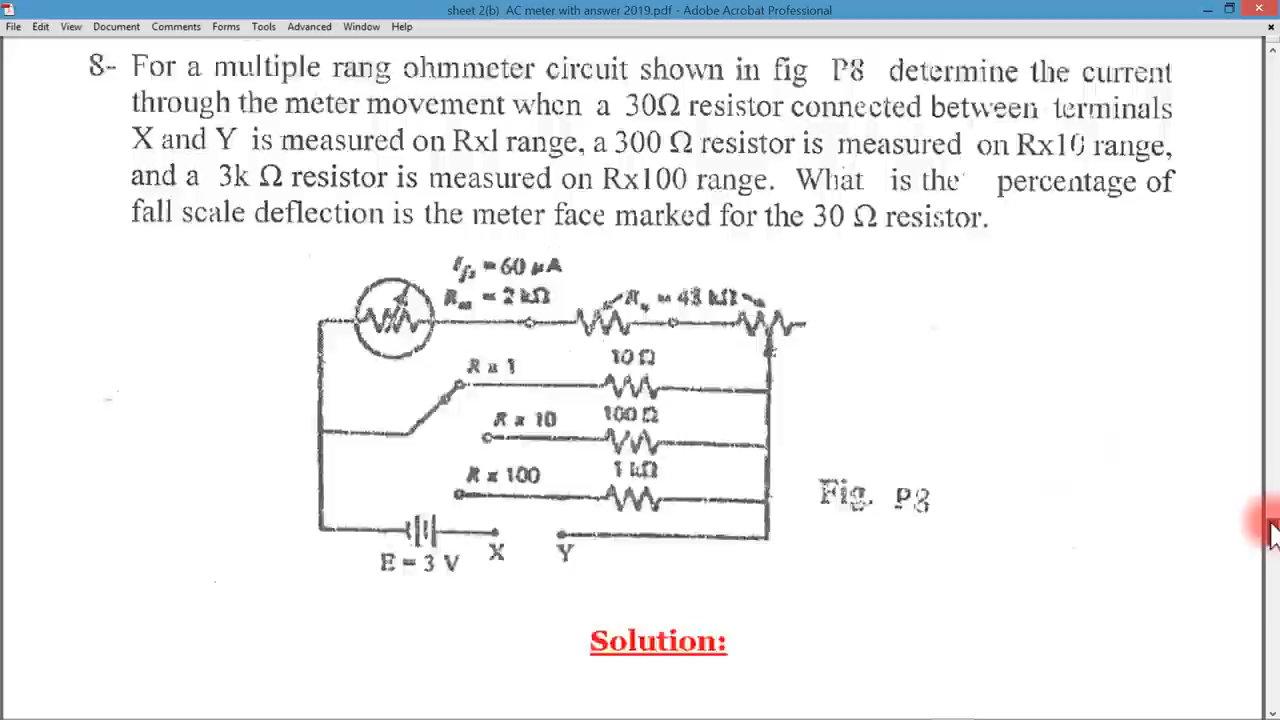 sheet 2(b) AC meter with answer 2019.pdf - Adobe Acrobat Professional
File Edit View Document Comments Forms Tools Advanced Window Help
8- For a multiple rang ohmmeter circuit shown in fig P8 determine the current
through the meter movement when a 30Ω resistor connected between terminals
X and Y is measured on Rx1 range, a 300 Ω resistor is measured on Rx10 range,
and a 3k Ω resistor is measured on Rx100 range. What is the percentage of
fall scale deflection is the meter face marked for the 30 Ω resistor.
= 60 µA
Rm = 2 kΩ
= 48 kΩ
10 Ω
R x 1
100 Ω
R x 10
1 kΩ
R x 100
Fig. P8
X
Y
E = 3 V
Solution: